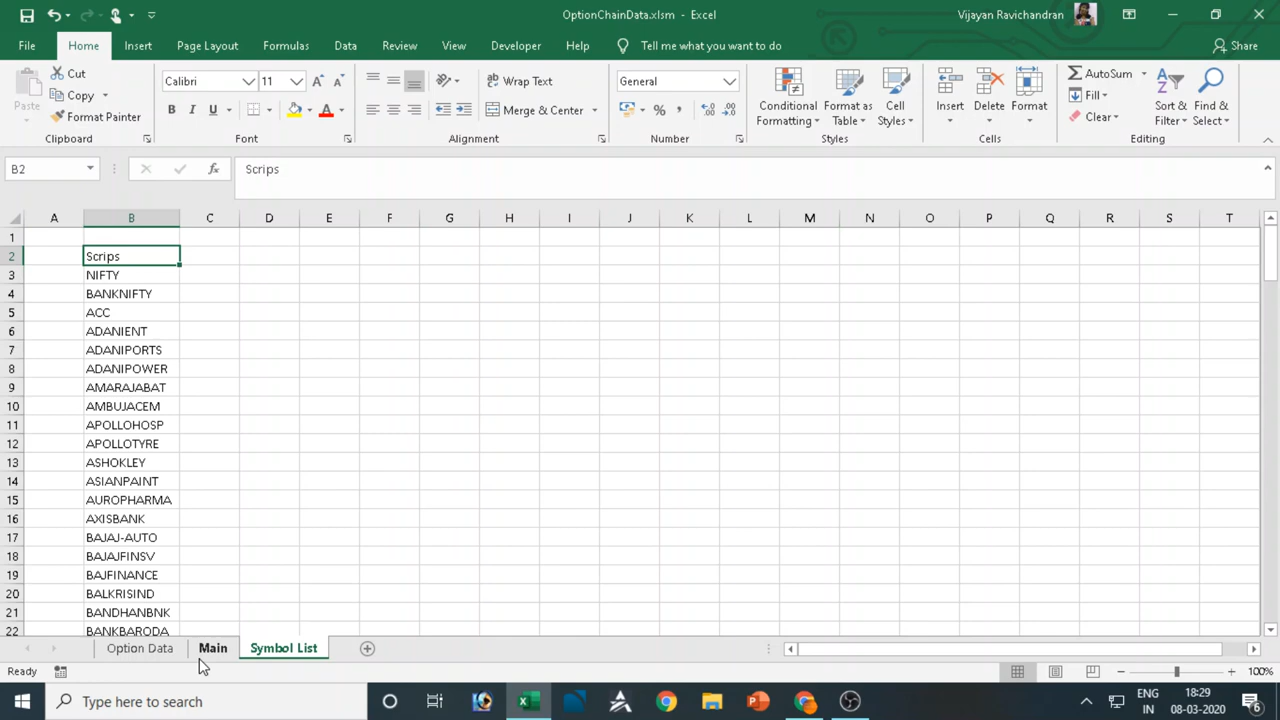 OptionChainData.xlsm - Excel
Vijayan Ravichandran
File Home Insert Page Layout Formulas Data Review View Developer Help Tell me what you want to do Share
Paste
Cut
Copy
Format Painter
Clipboard
Calibri 11
B I U A
Font
Wrap Text
Merge & Center
Alignment
General
%
Number
Conditional Formatting
Format as Table
Cell Styles
Styles
Insert Delete Format
Cells
AutoSum
Fill
Clear
Sort & Filter
Find & Select
Editing
B2 fx Scrips
A B C D E F G H I J K L M N O P Q R S T
1
2 Scrips
3 NIFTY
4 BANKNIFTY
5 ACC
6 ADANIENT
7 ADANIPORTS
8 ADANIPOWER
9 AMARAJABAT
10 AMBUJACEM
11 APOLLOHOSP
12 APOLLOTYRE
13 ASHOKLEY
14 ASIANPAINT
15 AUROPHARMA
16 AXISBANK
17 BAJAJ-AUTO
18 BAJAJFINSV
19 BAJFINANCE
20 BALKRISIND
21 BANDHANBNK
22 BANKBARODA
Option Data Main Symbol List
Ready 100%
Type here to search
ENG
IN
18:29
08-03-2020
6